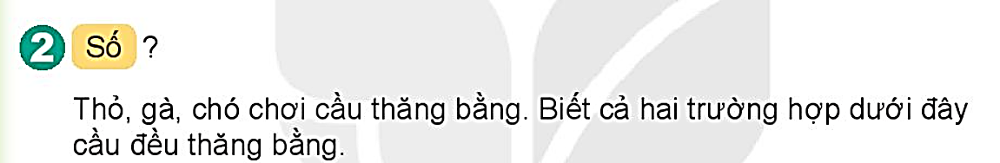 2 Số ?
Thỏ, gà, chó chơi cầu thăng bằng. Biết cả hai trường hợp dưới đây
cầu đều thăng bằng.